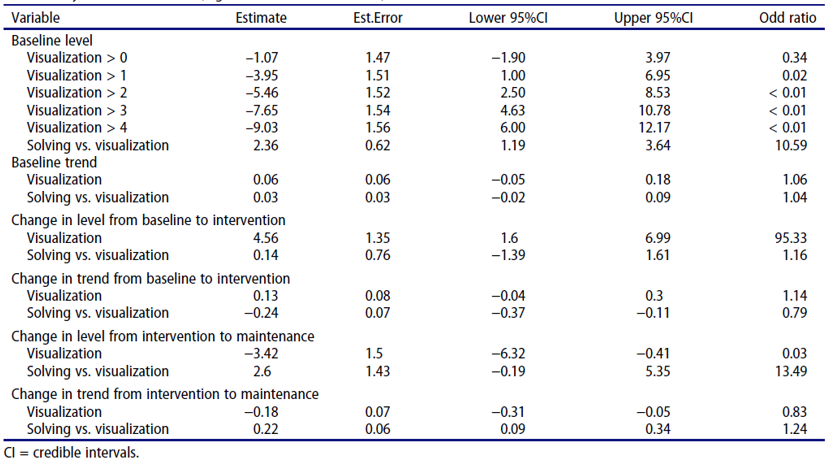 Variable Estimate Est.Error Lower 95%CI Upper 95%CI Odd ratio
Baseline level
Visualization > 0 −1.07 1.47 −1.90 3.97 0.34
Visualization > 1 −3.95 1.51 1.00 6.95 0.02
Visualization > 2 −5.46 1.52 2.50 8.53 < 0.01
Visualization > 3 −7.65 1.54 4.63 10.78 < 0.01
Visualization > 4 −9.03 1.56 6.00 12.17 < 0.01
Solving vs. visualization 2.36 0.62 1.19 3.64 10.59
Baseline trend
Visualization 0.06 0.06 −0.05 0.18 1.06
Solving vs. visualization 0.03 0.03 −0.02 0.09 1.04
Change in level from baseline to intervention
Visualization 4.56 1.35 1.6 6.99 95.33
Solving vs. visualization 0.14 0.76 −1.39 1.61 1.16
Change in trend from baseline to intervention
Visualization 0.13 0.08 −0.04 0.3 1.14
Solving vs. visualization −0.24 0.07 −0.37 −0.11 0.79
Change in level from intervention to maintenance
Visualization −3.42 1.5 −6.32 −0.41 0.03
Solving vs. visualization 2.6 1.43 −0.19 5.35 13.49
Change in trend from intervention to maintenance
Visualization −0.18 0.07 −0.31 −0.05 0.83
Solving vs. visualization 0.22 0.06 0.09 0.34 1.24
CI = credible intervals.